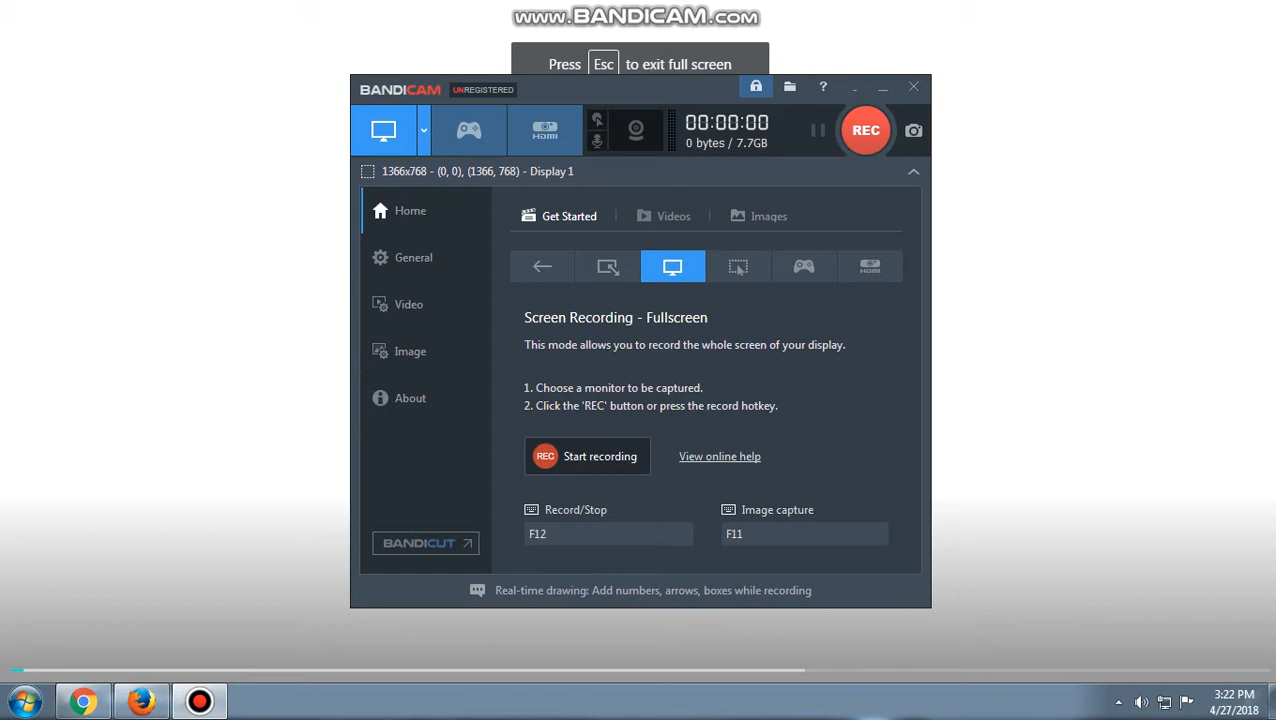 www.BANDICAM.com
Press Esc to exit full screen
BANDICAM UNREGISTERED
?
HDMI
00:00:00
0 bytes / 7.7GB
REC
1366x768 - (0, 0), (1366, 768) - Display 1
Home
General
Video
Image
About
BANDICUT
Get Started
Videos
Images
HDMI
Screen Recording - Fullscreen
This mode allows you to record the whole screen of your display.
1. Choose a monitor to be captured.
2. Click the 'REC' button or press the record hotkey.
REC Start recording
View online help
Record/Stop
Image capture
F12
F11
Real-time drawing: Add numbers, arrows, boxes while recording
3:22 PM
4/27/2018